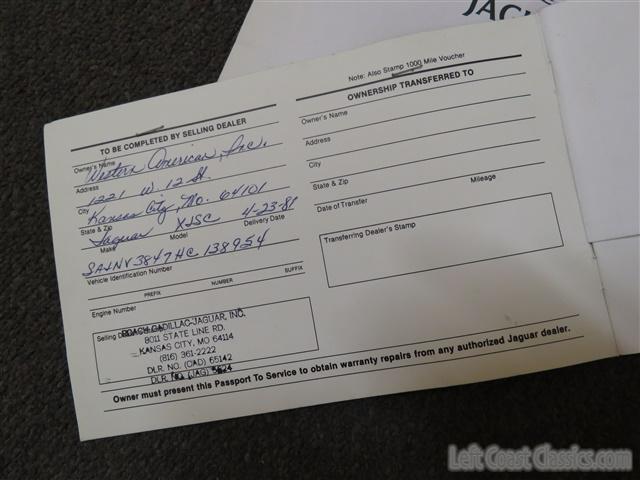 JAGU
Note: Also Stamp 1000 Mile Voucher
TO BE COMPLETED BY SELLING DEALER
Owner's Name
Western American, Inc.
Address
1221 W. 12 St.
City
Kansas City, Mo. 64101
State & Zip
Jaguar XJSC 4-23-87
Make Model Delivery Date
SAJNV3847HC 138954
Vehicle Identification Number
PREFIX NUMBER SUFFIX
Engine Number
Selling
ROACH CADILLAC-JAGUAR, INC.
8011 STATE LINE RD.
KANSAS CITY, MO 64114
(816) 361-2222
DLR. NO. (CAD) 65142
DLR. NO. (JAG)
OWNERSHIP TRANSFERRED TO
Owner's Name
Address
City
State & Zip Mileage
Date of Transfer
Transferring Dealer's Stamp
Owner must present this Passport To Service to obtain warranty repairs from any authorized Jaguar dealer.
Left Coast Classics.com